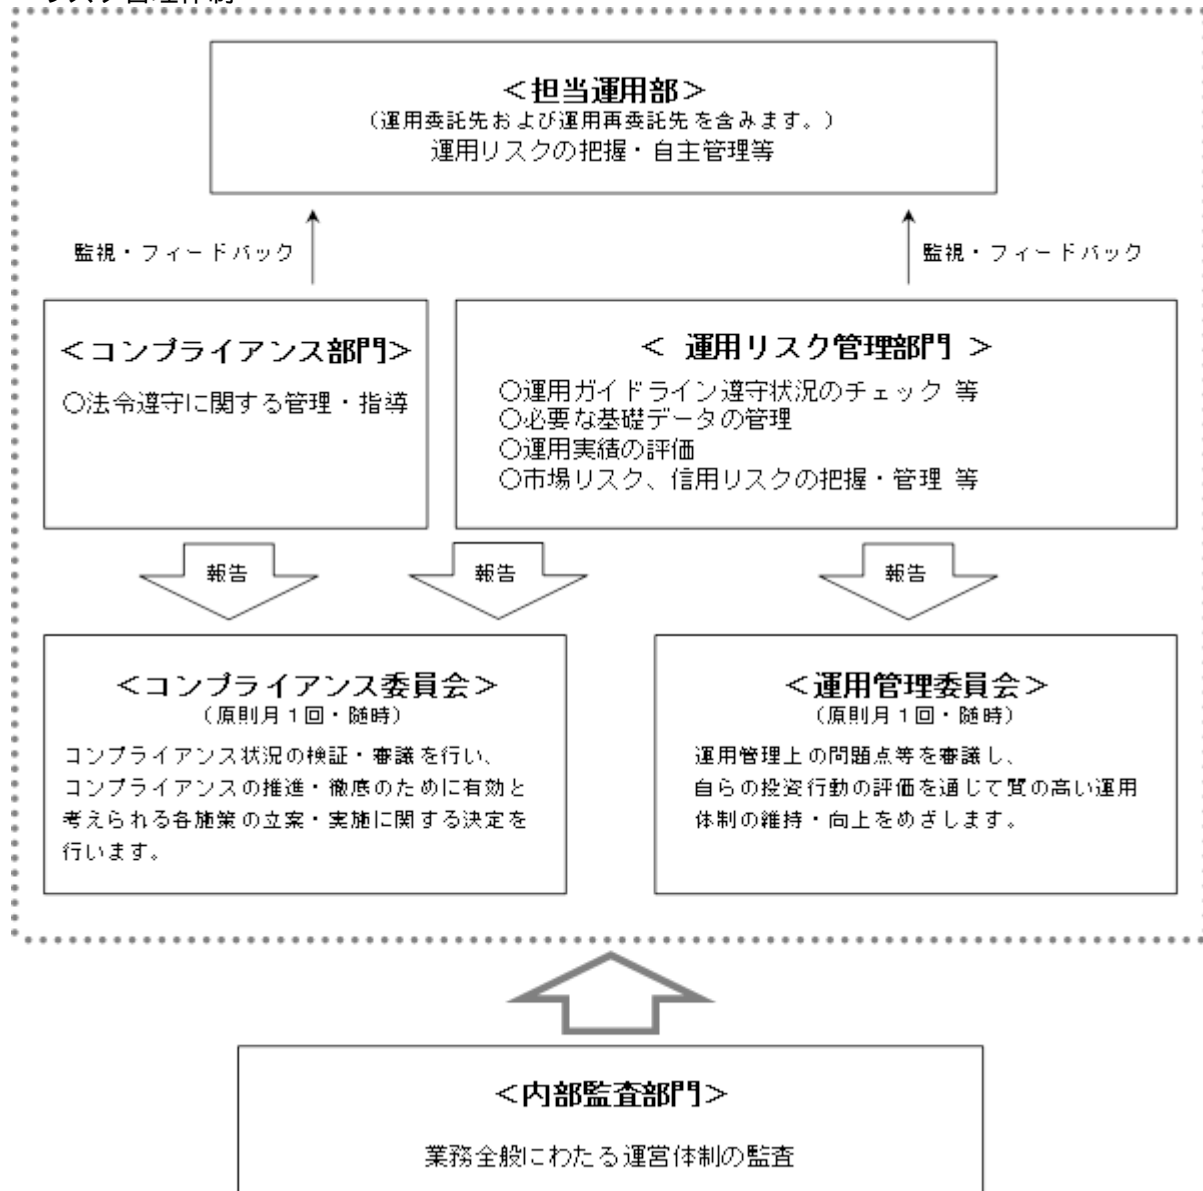 リスク管理体制
＜担当運用部＞
（運用委託先および運用再委託先を含みます。）
運用リスクの把握・自主管理等
監視・フィードバック
監視・フィードバック
＜コンプライアンス部門＞
○法令遵守に関する管理・指導
＜ 運用リスク管理部門 ＞
○運用ガイドライン遵守状況のチェック 等
○必要な基礎データの管理
○運用実績の評価
○市場リスク、信用リスクの把握・管理 等
報告
報告
報告
＜コンプライアンス委員会＞
（原則月１回・随時）
コンプライアンス状況の検証・審議を行い、
コンプライアンスの推進・徹底のために有効と
考えられる各施策の立案・実施に関する決定を
行います。
＜運用管理委員会＞
（原則月１回・随時）
運用管理上の問題点等を審議し、
自らの投資行動の評価を通じて質の高い運用
体制の維持・向上をめざします。
＜内部監査部門＞
業務全般にわたる運営体制の監査